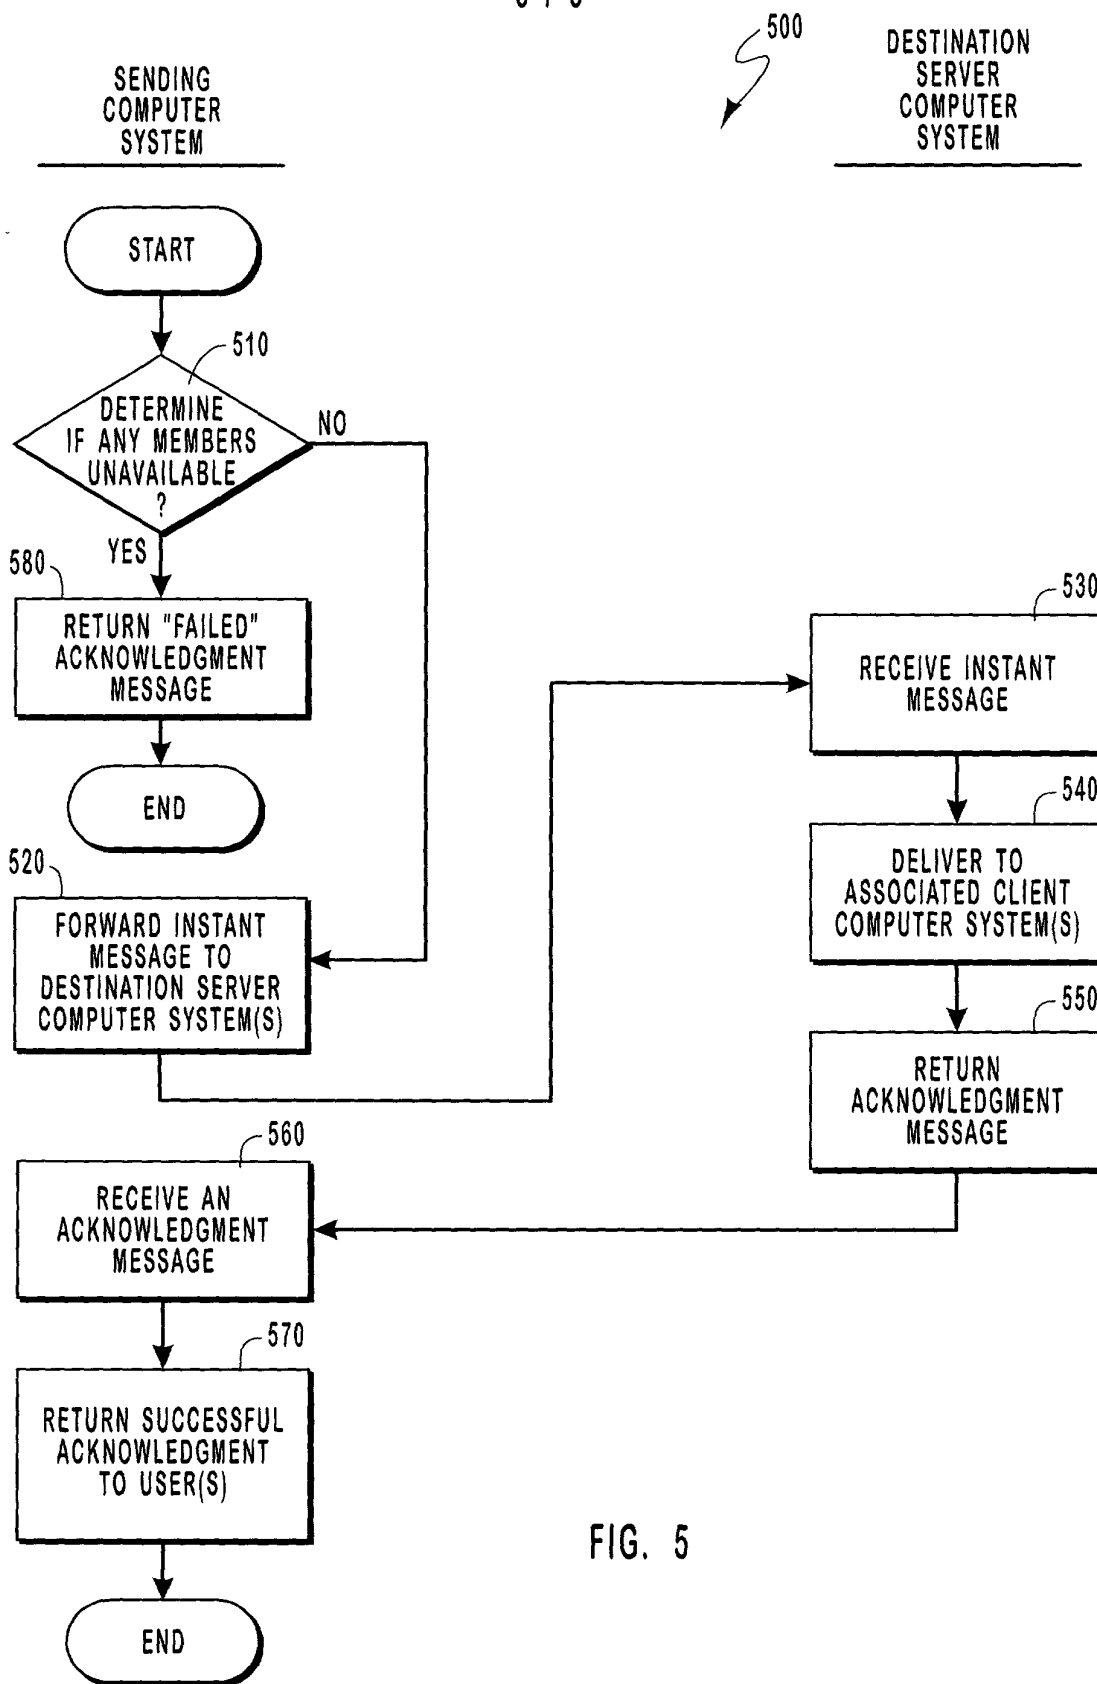 500
SENDING
COMPUTER
SYSTEM
DESTINATION
SERVER
COMPUTER
SYSTEM
START
510
DETERMINE
IF ANY MEMBERS
UNAVAILABLE
?
NO
YES
580
RETURN "FAILED"
ACKNOWLEDGMENT
MESSAGE
END
520
FORWARD INSTANT
MESSAGE TO
DESTINATION SERVER
COMPUTER SYSTEM(S)
530
RECEIVE INSTANT
MESSAGE
540
DELIVER TO
ASSOCIATED CLIENT
COMPUTER SYSTEM(S)
550
RETURN
ACKNOWLEDGMENT
MESSAGE
560
RECEIVE AN
ACKNOWLEDGMENT
MESSAGE
570
RETURN SUCCESSFUL
ACKNOWLEDGMENT
TO USER(S)
END
FIG. 5